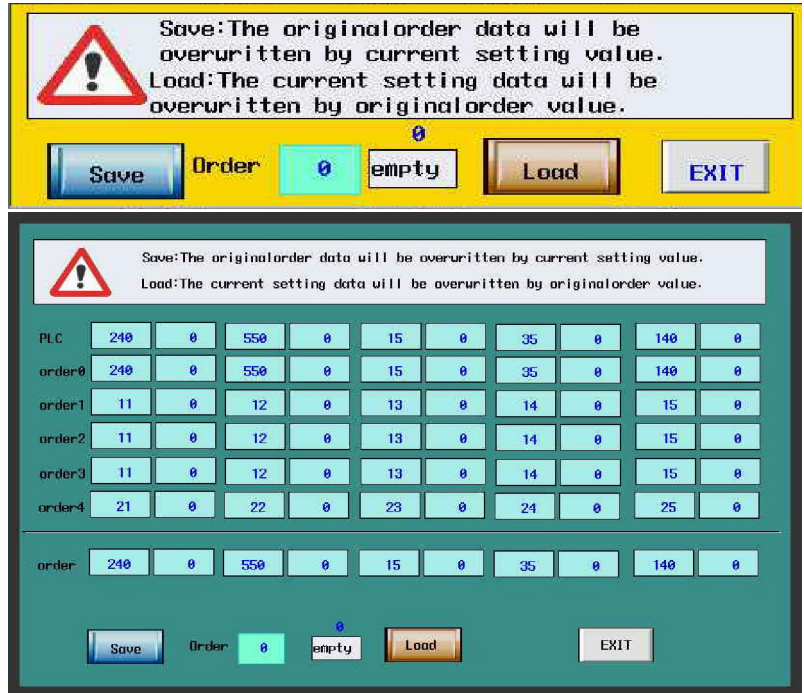 Save:The originalorder data will be
overwritten by current setting value.
Load:The current setting data will be
overwritten by originalorder value.
0
Save Order 0 empty Load EXIT
Save:The originalorder data will be overwritten by current setting value.
Load:The current setting data will be overwritten by originalorder value.
PLC 240 0 550 0 15 0 35 0 140 0
order0 240 0 550 0 15 0 35 0 140 0
order1 11 0 12 0 13 0 14 0 15 0
order2 11 0 12 0 13 0 14 0 15 0
order3 11 0 12 0 13 0 14 0 15 0
order4 21 0 22 0 23 0 24 0 25 0
order 240 0 550 0 15 0 35 0 140 0
0
Save Order 0 empty Load EXIT